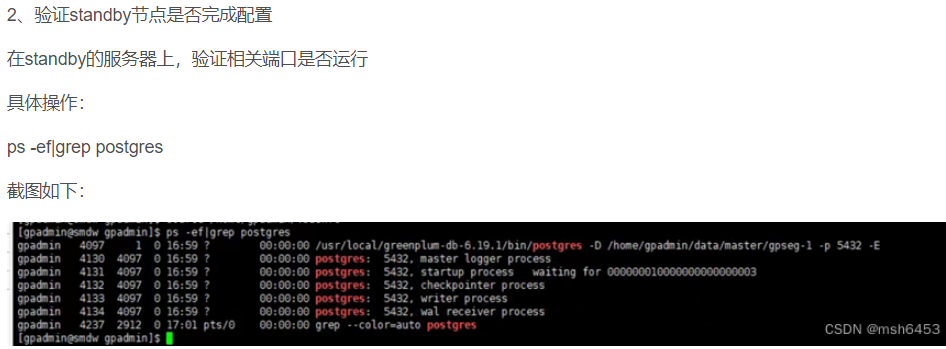 2、验证standby节点是否完成配置
在standby的服务器上，验证相关端口是否运行
具体操作：
ps -ef|grep postgres
截图如下：
[gpadmin@smdw gpadmin]$ ps -ef|grep postgres
gpadmin 4097 1 0 16:59 ? 00:00:00 /usr/local/greenplum-db-6.19.1/bin/postgres -D /home/gpadmin/data/master/gpseg-1 -p 5432 -E
gpadmin 4130 4097 0 16:59 ? 00:00:00 postgres: 5432, master logger process
gpadmin 4131 4097 0 16:59 ? 00:00:00 postgres: 5432, startup process waiting for 000000010000000000000003
gpadmin 4132 4097 0 16:59 ? 00:00:00 postgres: 5432, checkpointer process
gpadmin 4133 4097 0 16:59 ? 00:00:00 postgres: 5432, writer process
gpadmin 4134 4097 0 16:59 ? 00:00:00 postgres: 5432, wal receiver process
gpadmin 4237 2912 0 17:01 pts/0 00:00:00 grep --color=auto postgres
[gpadmin@smdw gpadmin]$
CSDN @msh6453